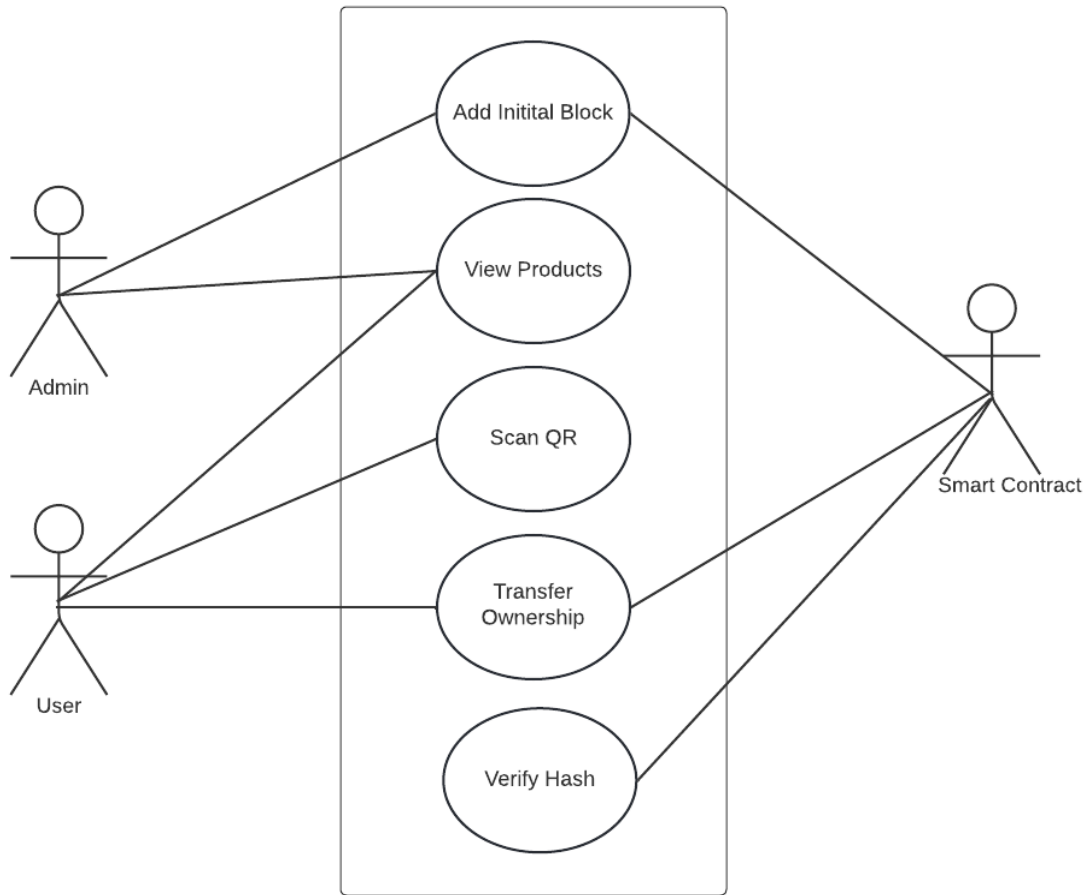 Add Initital Block
View Products
Admin
Scan QR
Smart Contract
Transfer
Ownership
User
Verify Hash